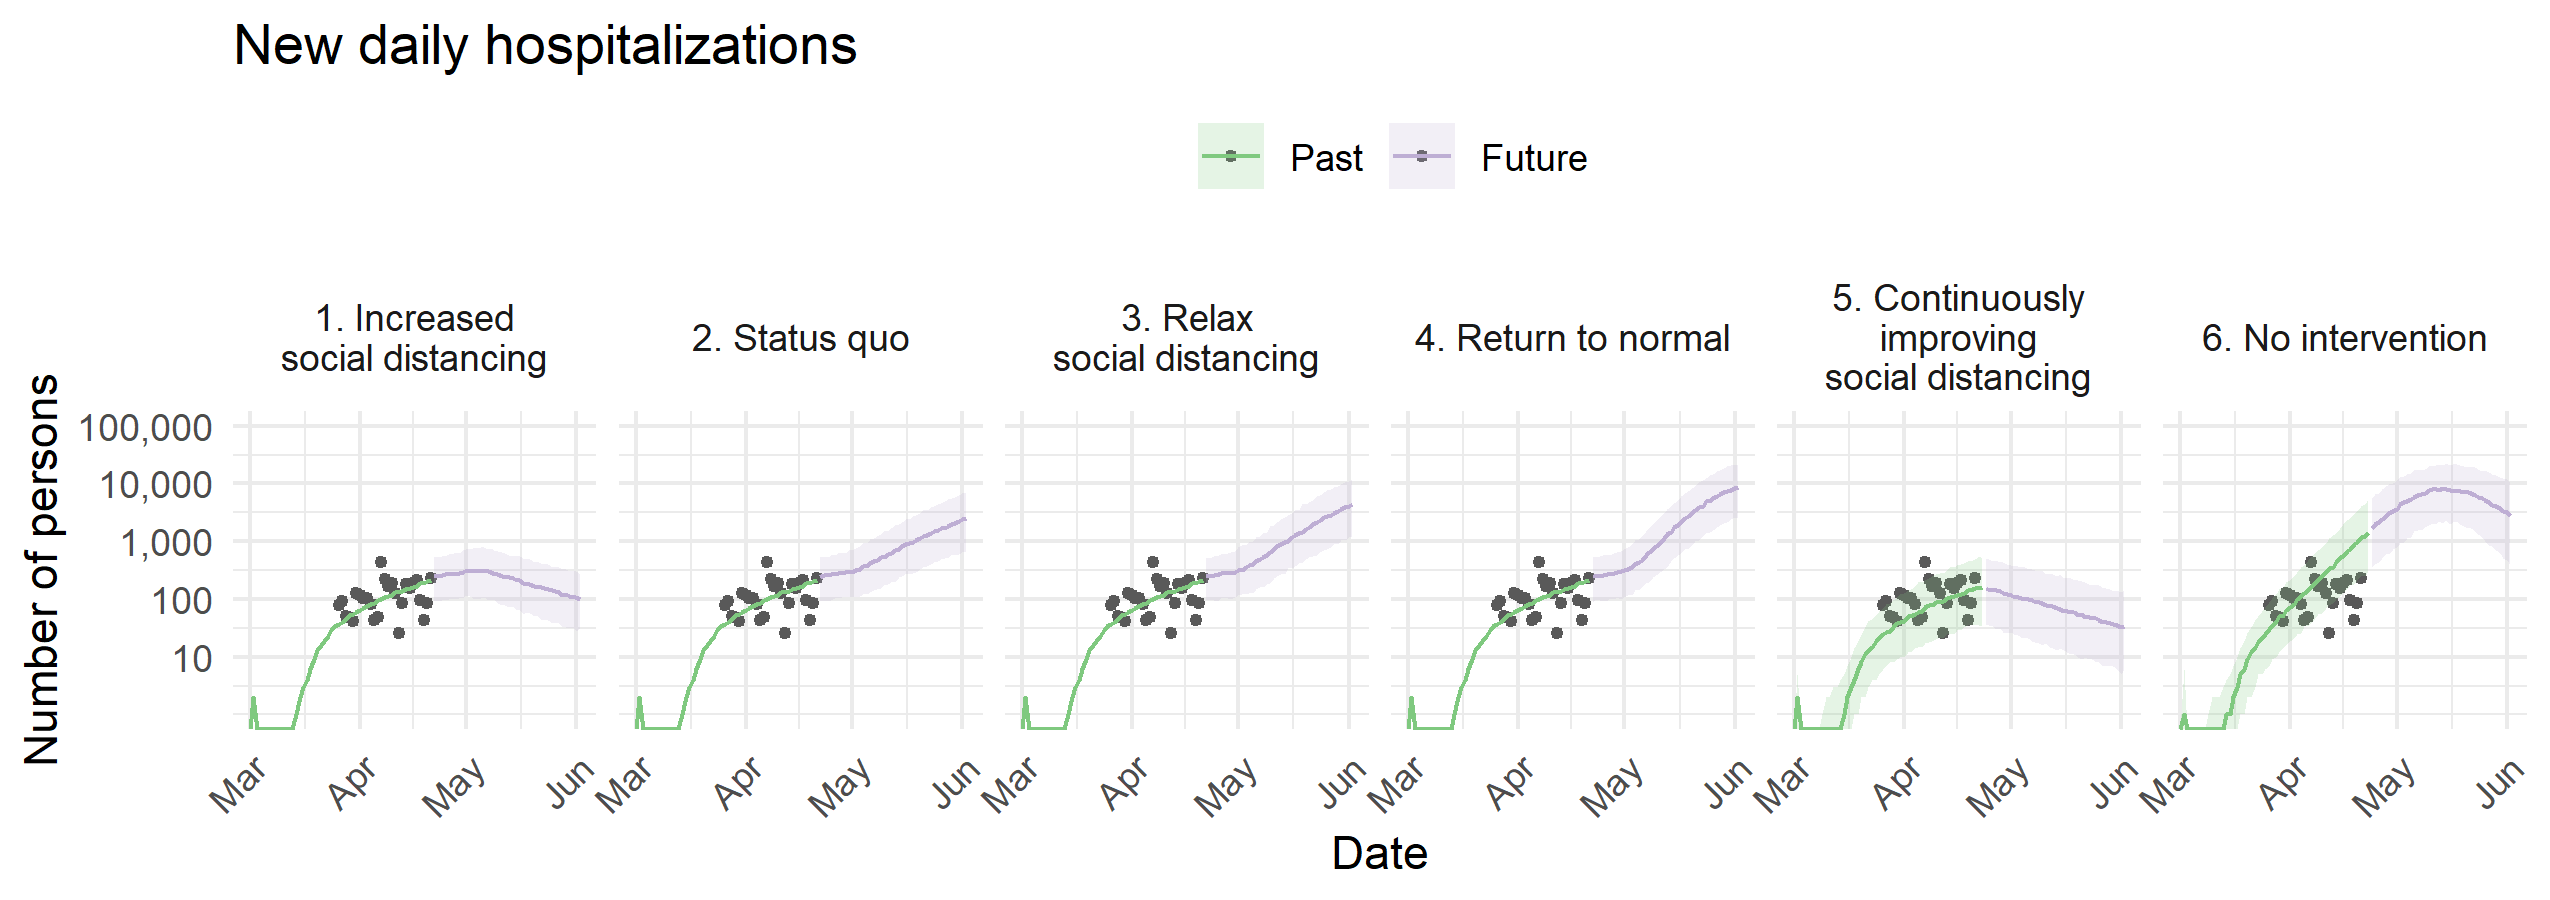 New daily hospitalizations
Past
Future
1. Increased
social distancing
2. Status quo
3. Relax
social distancing
4. Return to normal
5. Continuously
improving
social distancing
6. No intervention
Number of persons
100,000
10,000
1,000
100
10
Mar
Apr
May
Jun
Mar
Apr
May
Jun
Mar
Apr
May
Jun
Mar
Apr
May
Jun
Mar
Apr
May
Jun
Mar
Apr
May
Jun
Date